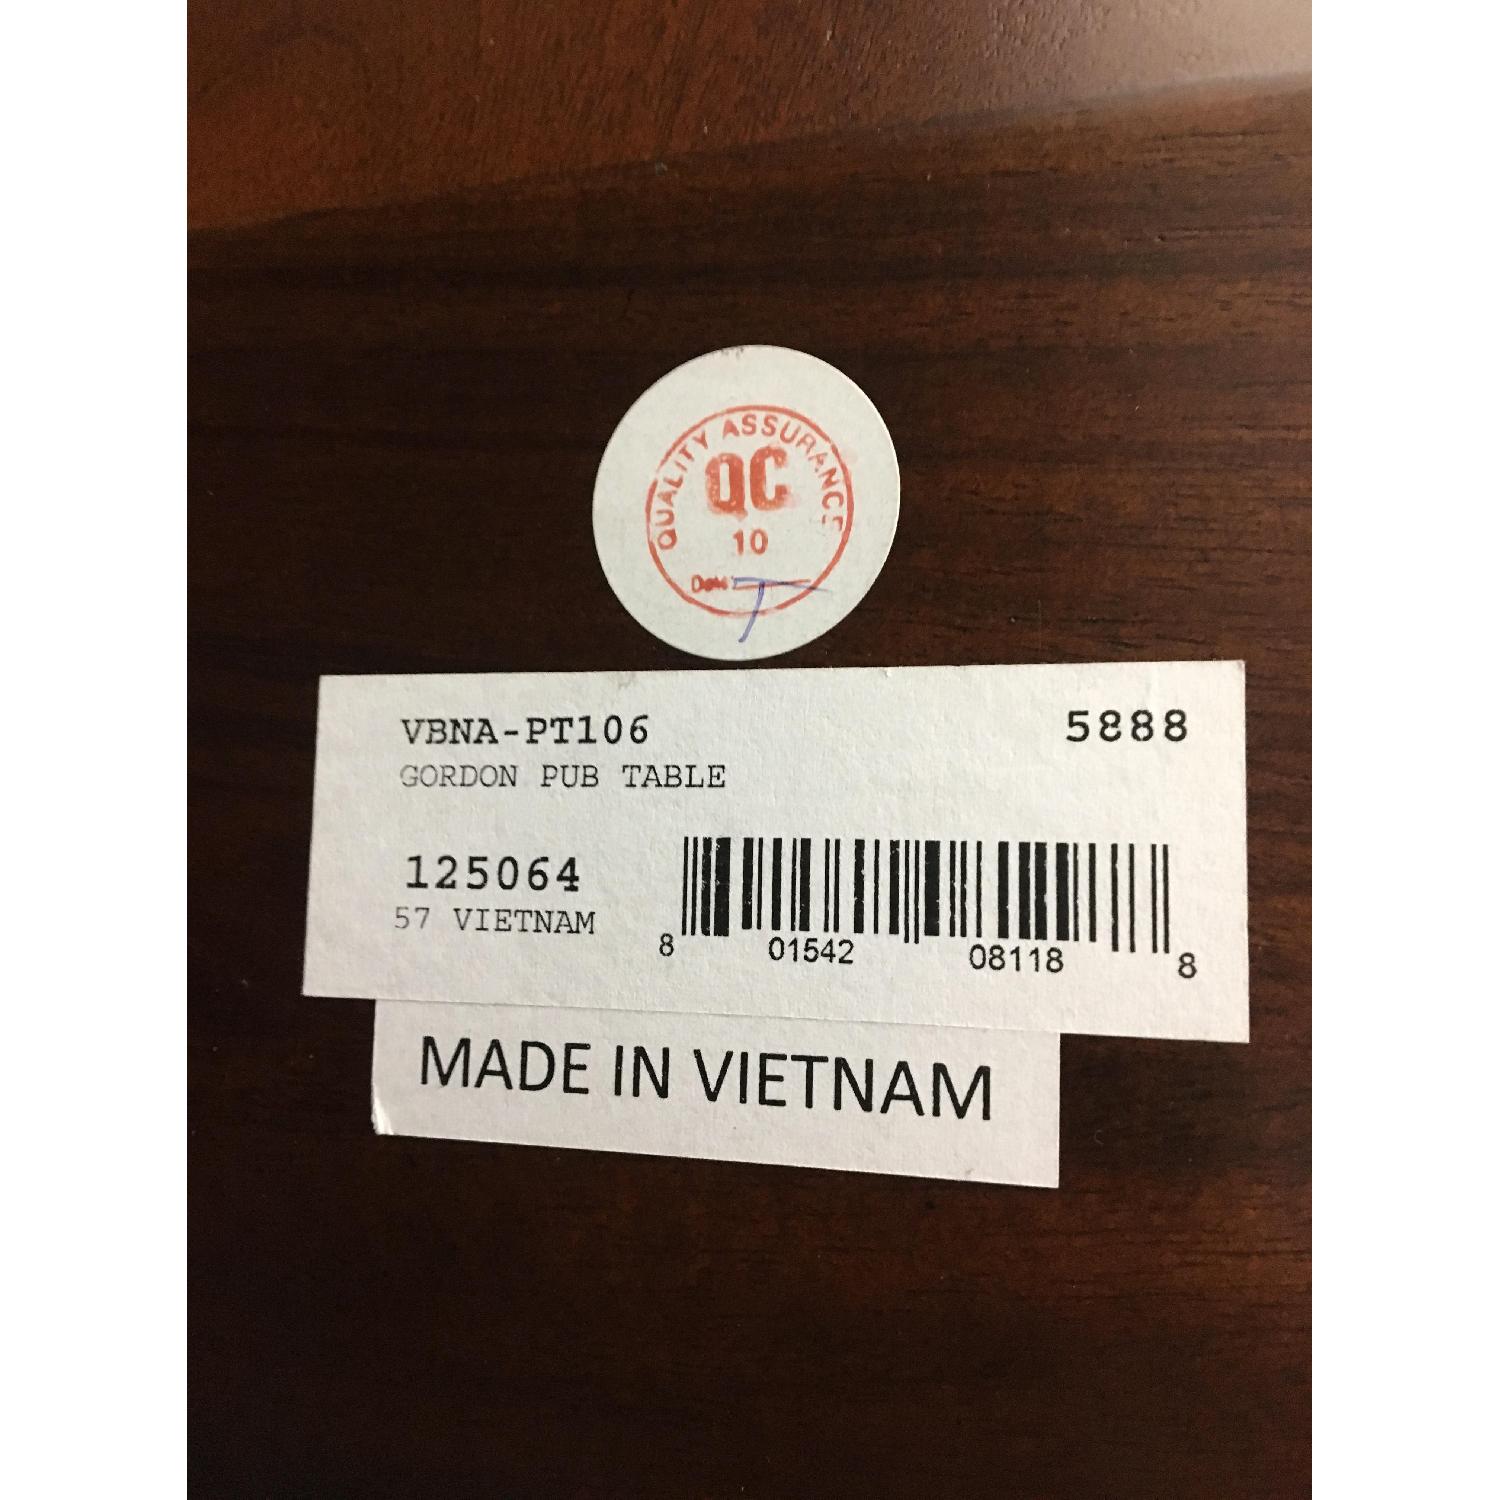 QUALITY ASSURANCE
QC
10
Date:
VBNA-PT106 5888
GORDON PUB TABLE
125064
57 VIETNAM
8 01542 08118 8
MADE IN VIETNAM